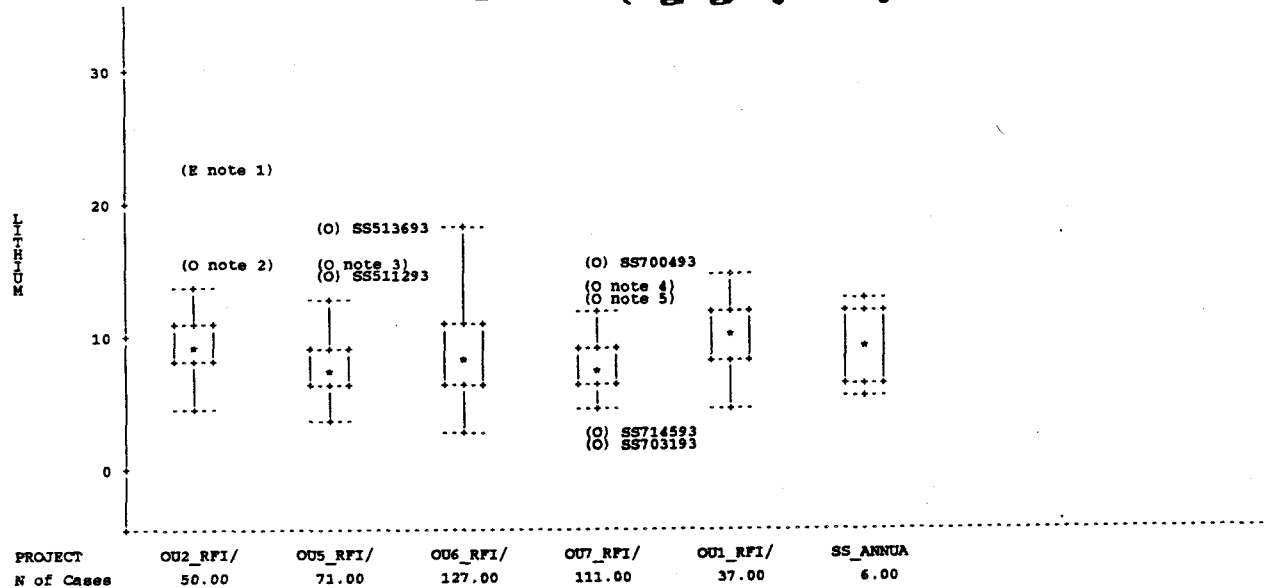 30
(E note 1)
20
(O) SS513693
LITHIUM
(O note 2) (O note 3) (O) SS700493
(O) SS511293
(O note 4)
(O note 5)
10
(O) SS714593
(O) SS703193
0
PROJECT OU2_RFI/ OU5_RFI/ OU6_RFI/ OU7_RFI/ OU1_RFI/ SS_ANNUA
N of Cases 50.00 71.00 127.00 111.00 37.00 6.00